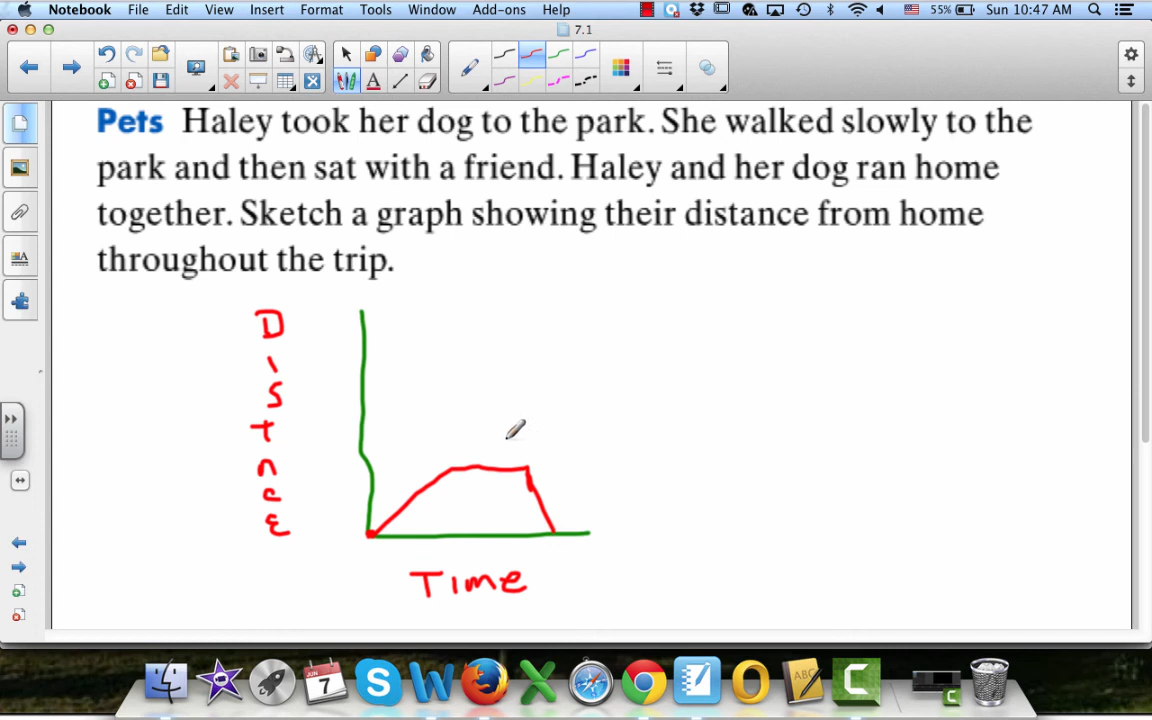 Notebook File Edit View Insert Format Tools Window Add-ons Help 55% Sun 10:47 AM
7.1
Pets Haley took her dog to the park. She walked slowly to the
park and then sat with a friend. Haley and her dog ran home
together. Sketch a graph showing their distance from home
throughout the trip.
Distnce
Time